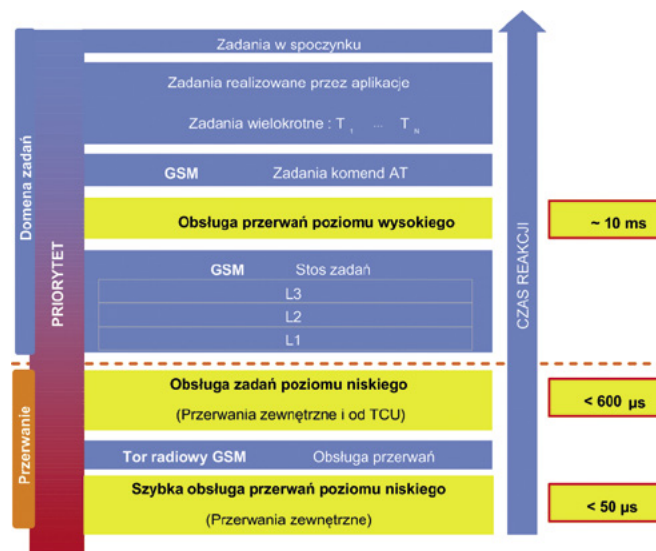 Zadania w spoczynku
Zadania realizowane przez aplikacje
Zadania wielokrotne : T 1 ... T N
GSM Zadania komend AT
Obsługa przerwań poziomu wysokiego
~ 10 ms
GSM Stos zadań
L3
L2
L1
Obsługa zadań poziomu niskiego
(Przerwania zewnętrzne i od TCU)
< 600 µs
Tor radiowy GSM Obsługa przerwań
Szybka obsługa przerwań poziomu niskiego
(Przerwania zewnętrzne)
< 50 µs
Domena zadań
Przerwanie
PRIORYTET
CZAS REAKCJI